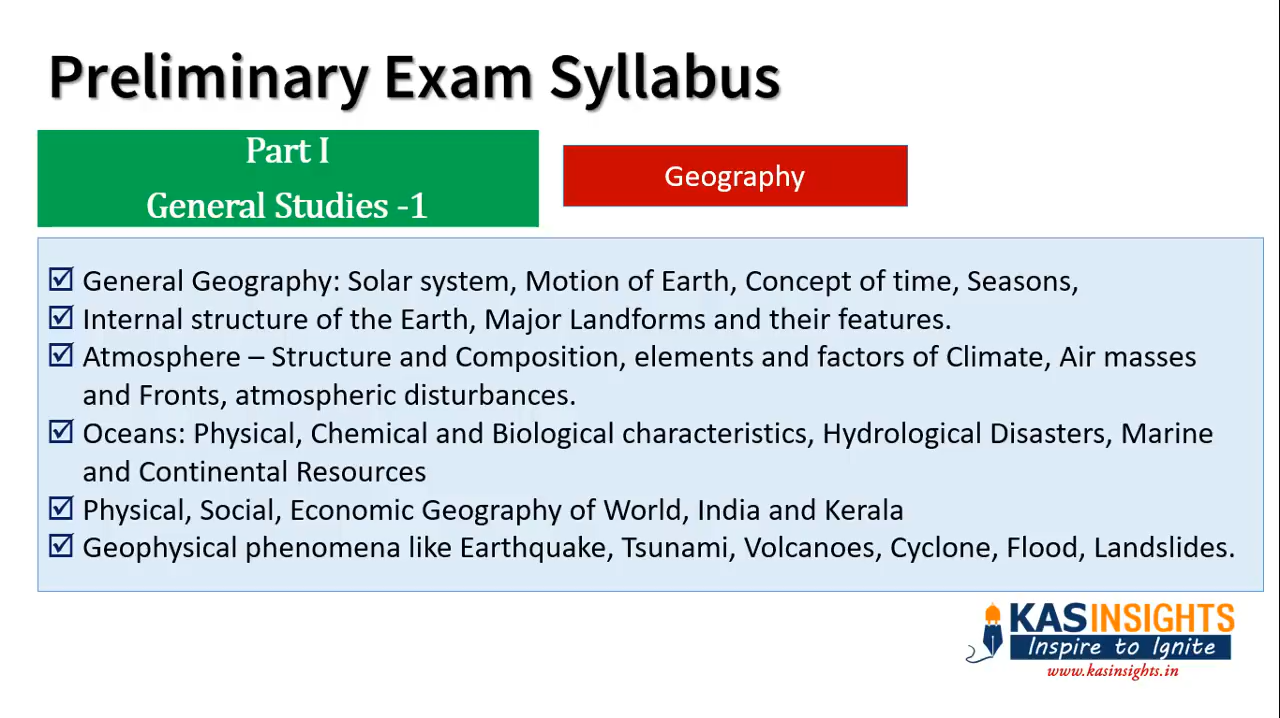 Preliminary Exam Syllabus
Part I
General Studies -1
Geography
☑ General Geography: Solar system, Motion of Earth, Concept of time, Seasons,
☑ Internal structure of the Earth, Major Landforms and their features.
☑ Atmosphere – Structure and Composition, elements and factors of Climate, Air masses
and Fronts, atmospheric disturbances.
☑ Oceans: Physical, Chemical and Biological characteristics, Hydrological Disasters, Marine
and Continental Resources
☑ Physical, Social, Economic Geography of World, India and Kerala
☑ Geophysical phenomena like Earthquake, Tsunami, Volcanoes, Cyclone, Flood, Landslides.
KASINSIGHTS
Inspire to Ignite
www.kasinsights.in